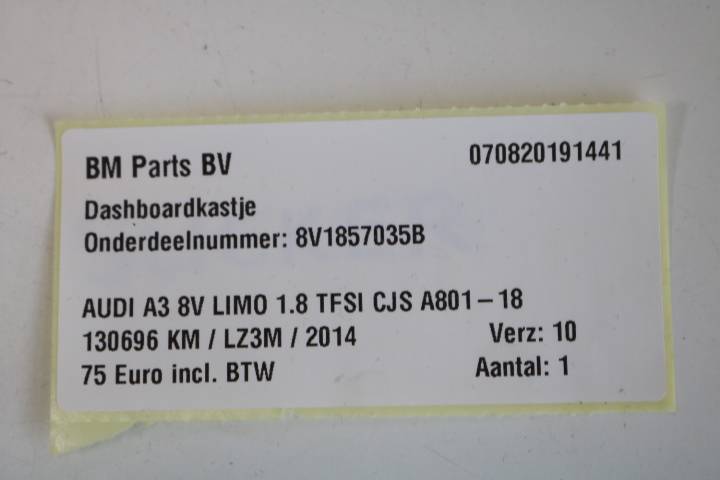 BM Parts BV 070820191441
Dashboardkastje
Onderdeelnummer: 8V1857035B
AUDI A3 8V LIMO 1.8 TFSI CJS A801-18
130696 KM / LZ3M / 2014 Verz: 10
75 Euro incl. BTW Aantal: 1